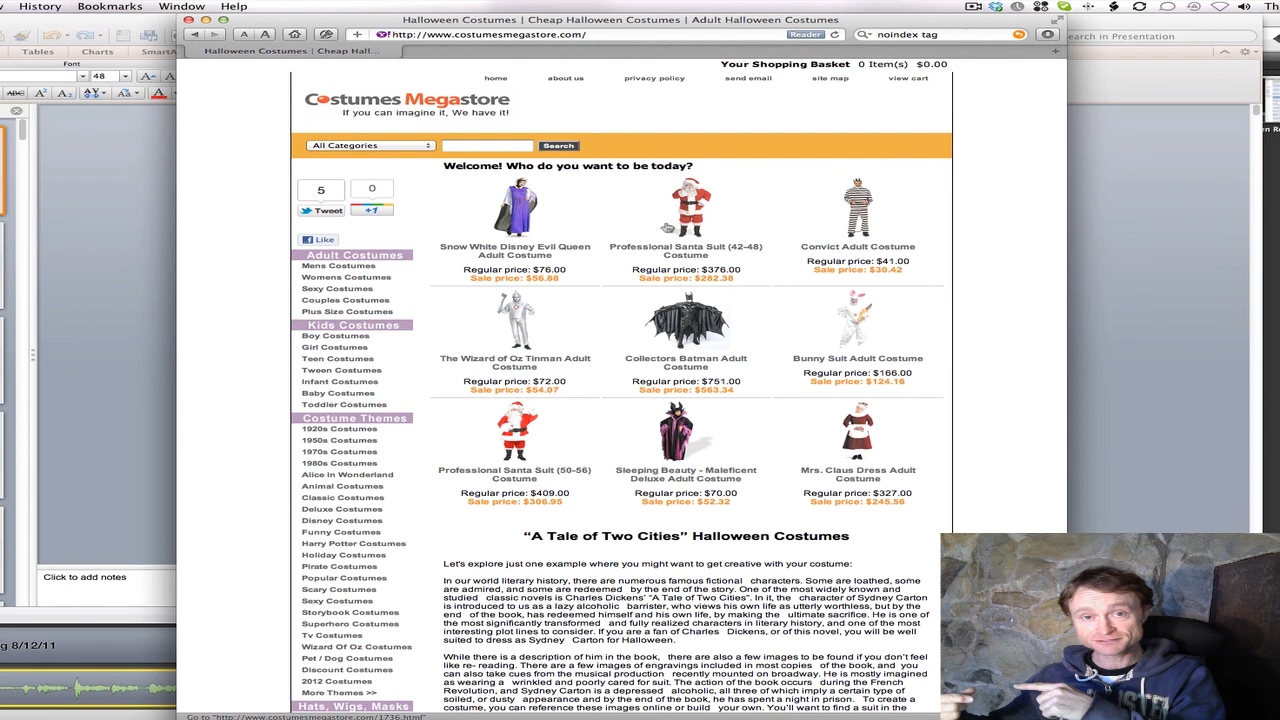 History Bookmarks Window Help
Th
Halloween Costumes | Cheap Halloween Costumes | Adult Halloween Costumes
http://www.costumesmegastore.com/
Reader
noindex tag
Halloween Costumes | Cheap Hall...
Tables Charts SmartA
Search in Presentation
Font
48
Your Shopping Basket 0 Item(s) $0.00
home about us privacy policy send email site map view cart
Costumes Megastore
If you can imagine it, We have it!
All Categories Search
Welcome! Who do you want to be today?
5 0
Tweet +1
Like
Adult Costumes
Mens Costumes
Womens Costumes
Sexy Costumes
Couples Costumes
Plus Size Costumes
Kids Costumes
Boy Costumes
Girl Costumes
Teen Costumes
Tween Costumes
Infant Costumes
Baby Costumes
Toddler Costumes
Costume Themes
1920s Costumes
1950s Costumes
1970s Costumes
1980s Costumes
Alice In Wonderland
Animal Costumes
Classic Costumes
Deluxe Costumes
Disney Costumes
Funny Costumes
Harry Potter Costumes
Holiday Costumes
Pirate Costumes
Popular Costumes
Scary Costumes
Sexy Costumes
Storybook Costumes
Superhero Costumes
Tv Costumes
Wizard Of Oz Costumes
Pet / Dog Costumes
Discount Costumes
2012 Costumes
More Themes >>
Hats, Wigs, Masks
Snow White Disney Evil Queen
Adult Costume
Regular price: $76.00
Sale price: $56.88
Professional Santa Suit (42-48)
Costume
Regular price: $376.00
Sale price: $282.38
Convict Adult Costume
Regular price: $41.00
Sale price: $30.42
The Wizard of Oz Tinman Adult
Costume
Regular price: $72.00
Sale price: $54.07
Collectors Batman Adult
Costume
Regular price: $751.00
Sale price: $563.34
Bunny Suit Adult Costume
Regular price: $166.00
Sale price: $124.16
Professional Santa Suit (50-56)
Costume
Regular price: $409.00
Sale price: $306.95
Sleeping Beauty - Maleficent
Deluxe Adult Costume
Regular price: $70.00
Sale price: $52.32
Mrs. Claus Dress Adult
Costume
Regular price: $327.00
Sale price: $245.56
“A Tale of Two Cities” Halloween Costumes
Let's explore just one example where you might want to get creative with your costume:
In our world literary history, there are numerous famous fictional characters. Some are loathed, some
are admired, and some are redeemed by the end of the story. One of the most widely known and
studied classic novels is Charles Dickens' “A Tale of Two Cities”. In it, the character of Sydney Carton
is introduced to us as a lazy alcoholic barrister, who views his own life as utterly worthless, but by the
end of the book, has redeemed himself and his own life, by making the ultimate sacrifice. He is one of
the most significantly transformed and fully realized characters in literary history, and one of the most
interesting plot lines to consider. If you are a fan of Charles Dickens, or of this novel, you will be well
suited to dress as Sydney Carton for Halloween.
While there is a description of him in the book, there are also a few images to be found if you don't feel
like re- reading. There are a few images of engravings included in most copies of the book, and you
can also take cues from the musical production recently mounted on broadway. He is mostly imagined
as wearing a wrinkled and poorly cared for suit. The action of the book occurs during the French
Revolution, and Sydney Carton is a depressed alcoholic, all three of which imply a certain type of
soiled, or dusty appearance and by the end of the book, he has spent a night in prison. To create a
costume, you can reference these images online or build your own. You'll want to find a suit in the
Click to add notes
g 8/12/11
Go to "http://www.costumesmegastore.com/1736.html"